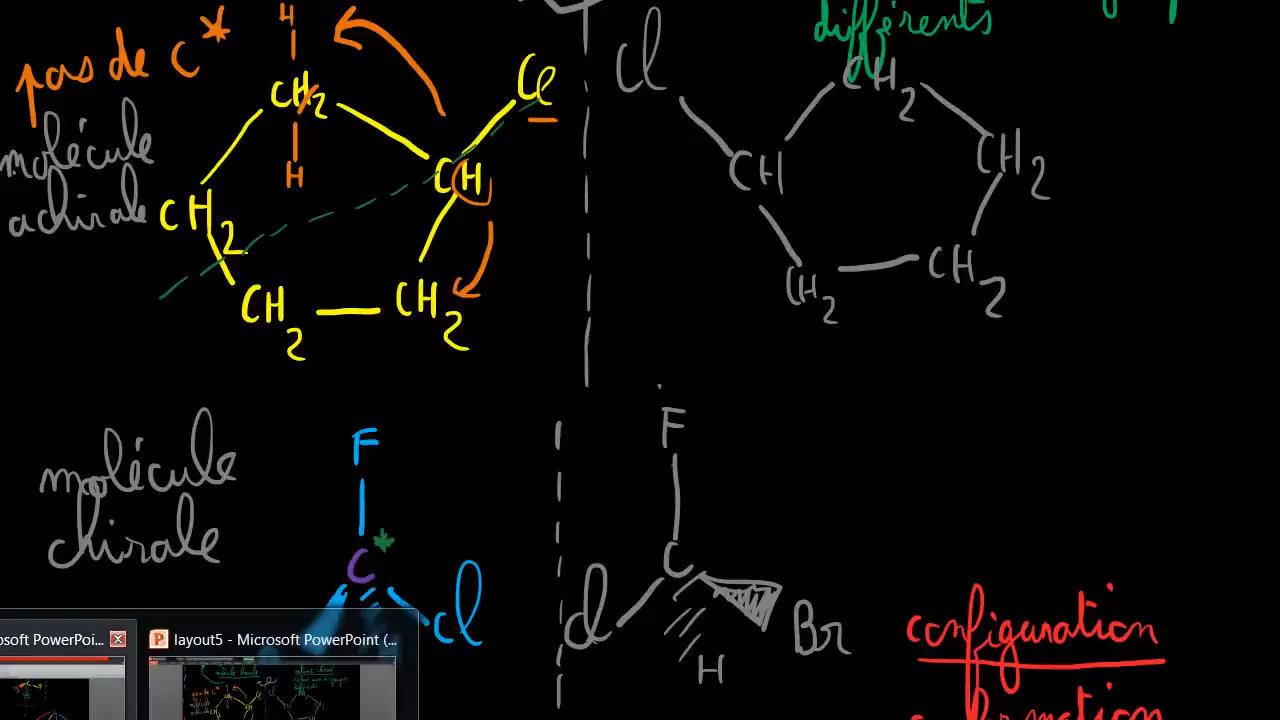 différents
pas de C*
H
CH2
H
Cl
CH
CH2
CH2
CH2
molécule
achirale
Cl
CH2
CH
CH2
CH2
CH2
molécule
chirale
F
C*
Cl
F
C
Cl
Br
H
configuration
osoft PowerPoi...
layout5 - Microsoft PowerPoint (...